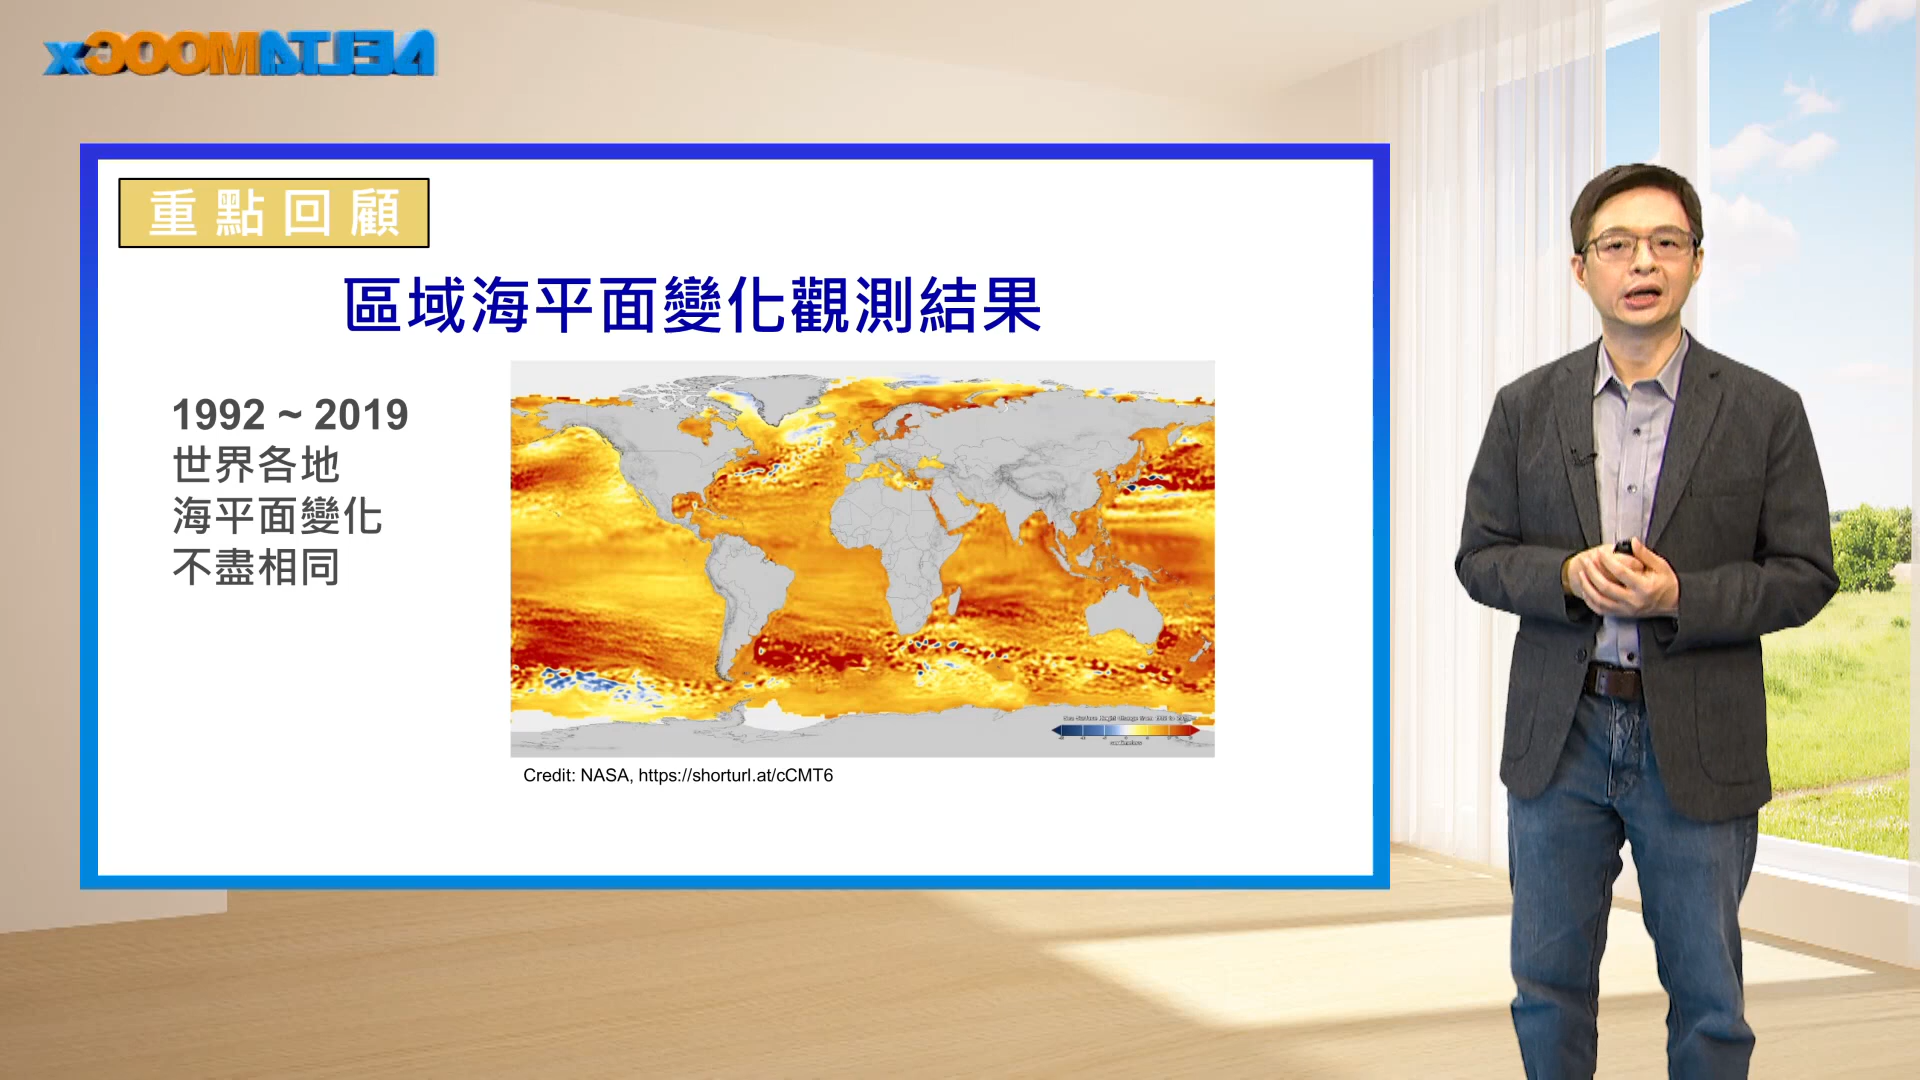 DELTAMOOCx
重點回顧
區域海平面變化觀測結果
1992 ~ 2019
世界各地
海平面變化
不盡相同
Credit: NASA, https://shorturl.at/cCMT6